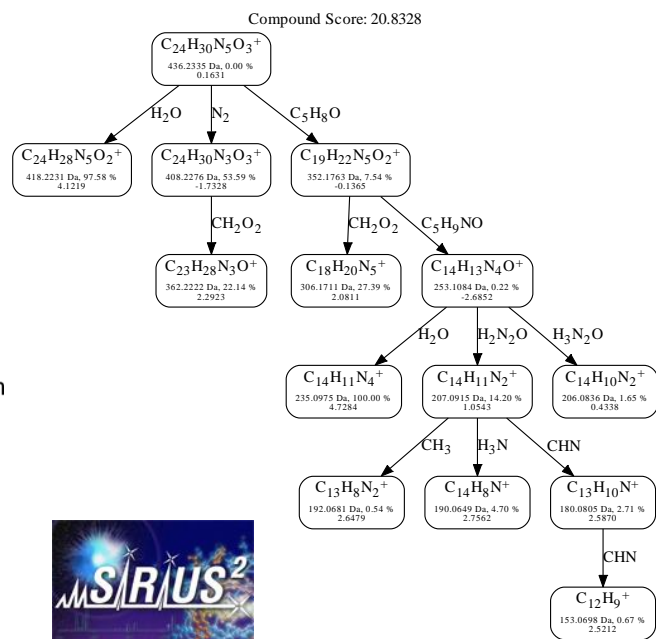 Compound Score: 20.8328
C24H30N5O3+
436.2335 Da, 0.00 %
0.1631
H2O
N2
C5H8O
C24H28N5O2+
418.2231 Da, 97.58 %
4.1219
C24H30N3O3+
408.2276 Da, 53.59 %
-1.7328
C19H22N5O2+
352.1763 Da, 7.54 %
-0.1365
CH2O2
CH2O2
C5H9NO
C23H28N3O+
362.2222 Da, 22.14 %
2.2923
C18H20N5+
306.1711 Da, 27.39 %
2.0811
C14H13N4O+
253.1084 Da, 0.22 %
-2.6852
H2O
H2N2O
H3N2O
C14H11N4+
235.0975 Da, 100.00 %
4.7284
C14H11N2+
207.0915 Da, 14.20 %
1.0543
C14H10N2+
206.0836 Da, 1.65 %
0.4338
n
CH3
H3N
CHN
C13H8N2+
192.0681 Da, 0.54 %
2.6479
C14H8N+
190.0649 Da, 4.70 %
2.7562
C13H10N+
180.0805 Da, 2.71 %
2.5870
CHN
C12H9+
153.0698 Da, 0.67 %
2.5212
SIRIUS2